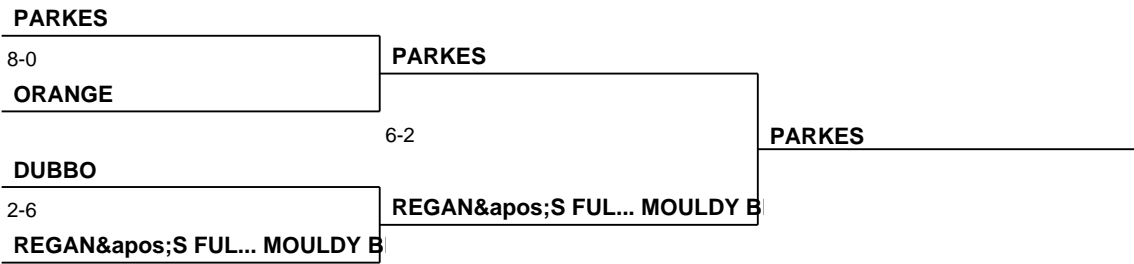 PARKES
8-0
PARKES
ORANGE
6-2
PARKES
DUBBO
2-6
REGAN&apos;S FUL... MOULDY B
REGAN&apos;S FUL... MOULDY B